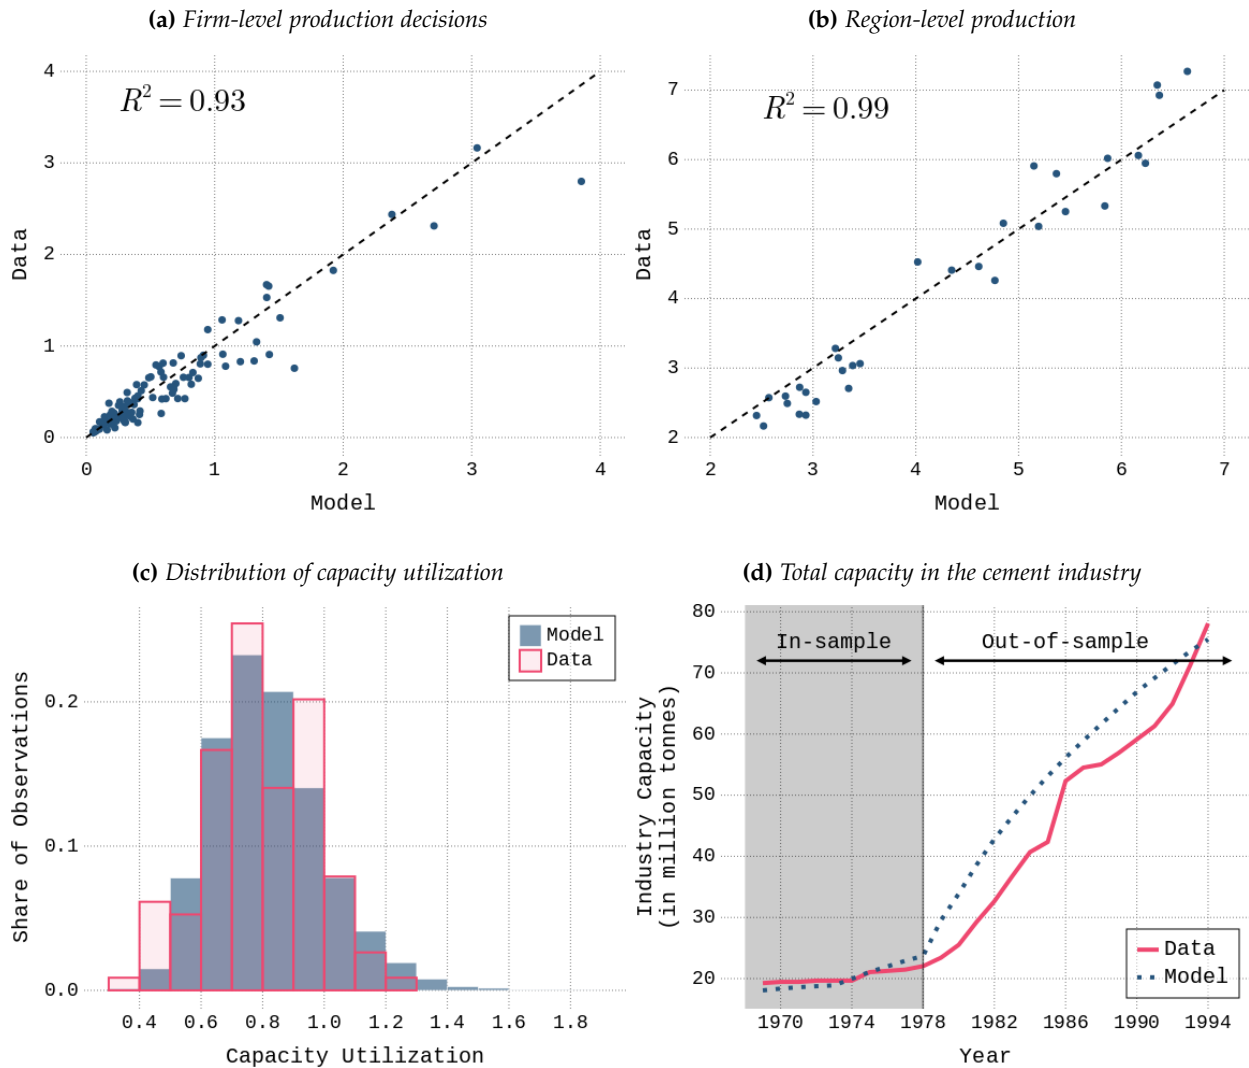 (a) Firm-level production decisions
R² = 0.93
4
3
2
1
0
Data
0 1 2 3 4
Model
(b) Region-level production
R² = 0.99
7
6
5
4
3
2
Data
2 3 4 5 6 7
Model
(c) Distribution of capacity utilization
Model
Data
0.2
0.1
0.0
Share of Observations
0.4 0.6 0.8 1.0 1.2 1.4 1.6 1.8
Capacity Utilization
(d) Total capacity in the cement industry
In-sample
Out-of-sample
80
70
60
50
40
30
20
Industry Capacity
(in million tonnes)
Data
Model
1970 1974 1978 1982 1986 1990 1994
Year